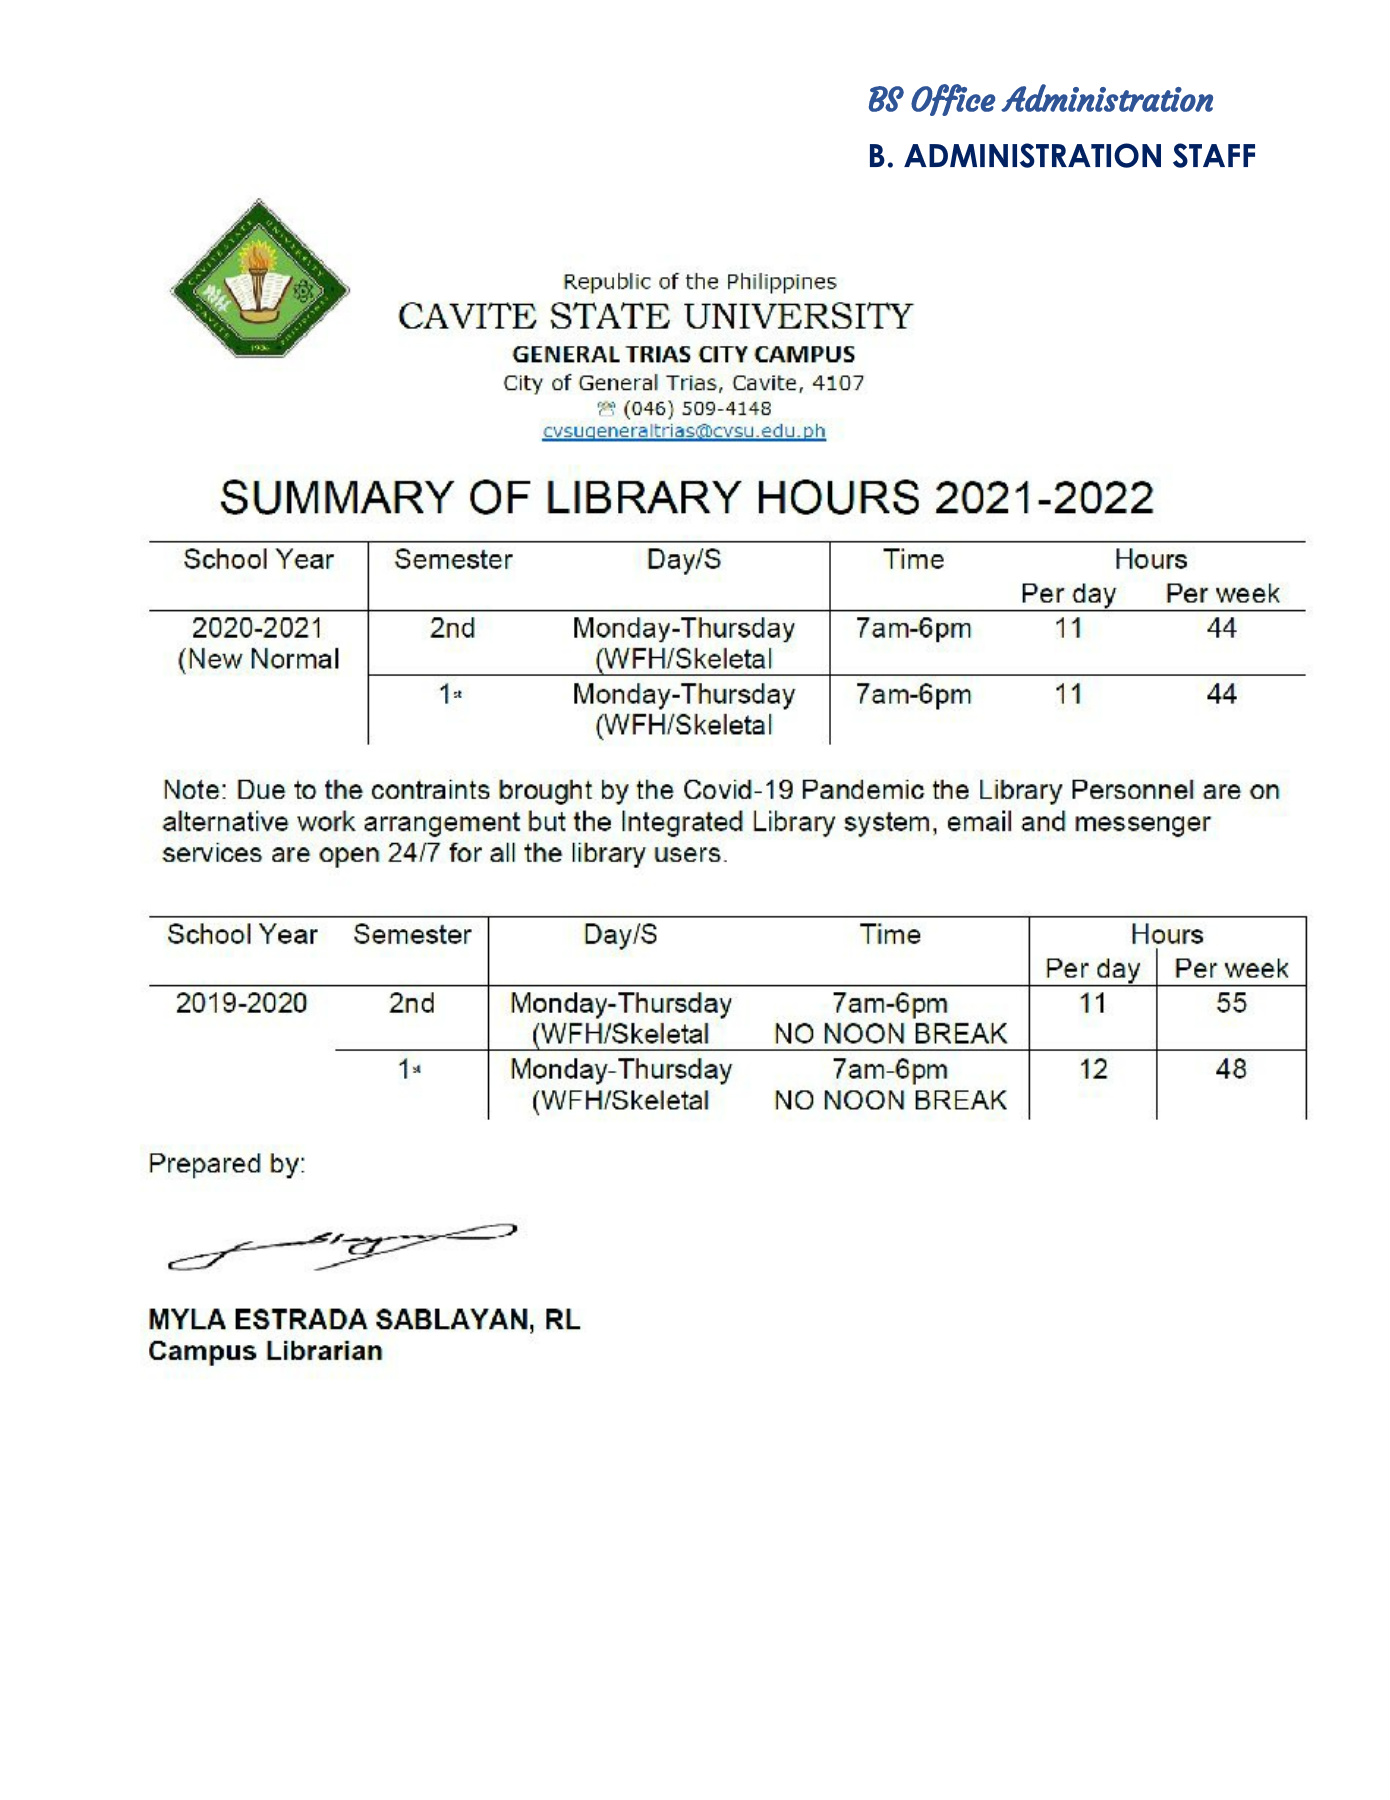 BS Office Administration
B. ADMINISTRATION STAFF
CAVITE STATE UNIVERSITY
CAVITE PHILIPPINES
1906
Republic of the Philippines
CAVITE STATE UNIVERSITY
GENERAL TRIAS CITY CAMPUS
City of General Trias, Cavite, 4107
☏ (046) 509-4148
cvsugeneraltrias@cvsu.edu.ph
SUMMARY OF LIBRARY HOURS 2021-2022
School Year Semester Day/S Time Hours
Per day Per week
2020-2021 2nd Monday-Thursday 7am-6pm 11 44
(New Normal (WFH/Skeletal
1st Monday-Thursday 7am-6pm 11 44
(WFH/Skeletal
Note: Due to the contraints brought by the Covid-19 Pandemic the Library Personnel are on
alternative work arrangement but the Integrated Library system, email and messenger
services are open 24/7 for all the library users.
School Year Semester Day/S Time Hours
Per day Per week
2019-2020 2nd Monday-Thursday 7am-6pm 11 55
(WFH/Skeletal NO NOON BREAK
1st Monday-Thursday 7am-6pm 12 48
(WFH/Skeletal NO NOON BREAK
Prepared by:
MYLA ESTRADA SABLAYAN, RL
Campus Librarian